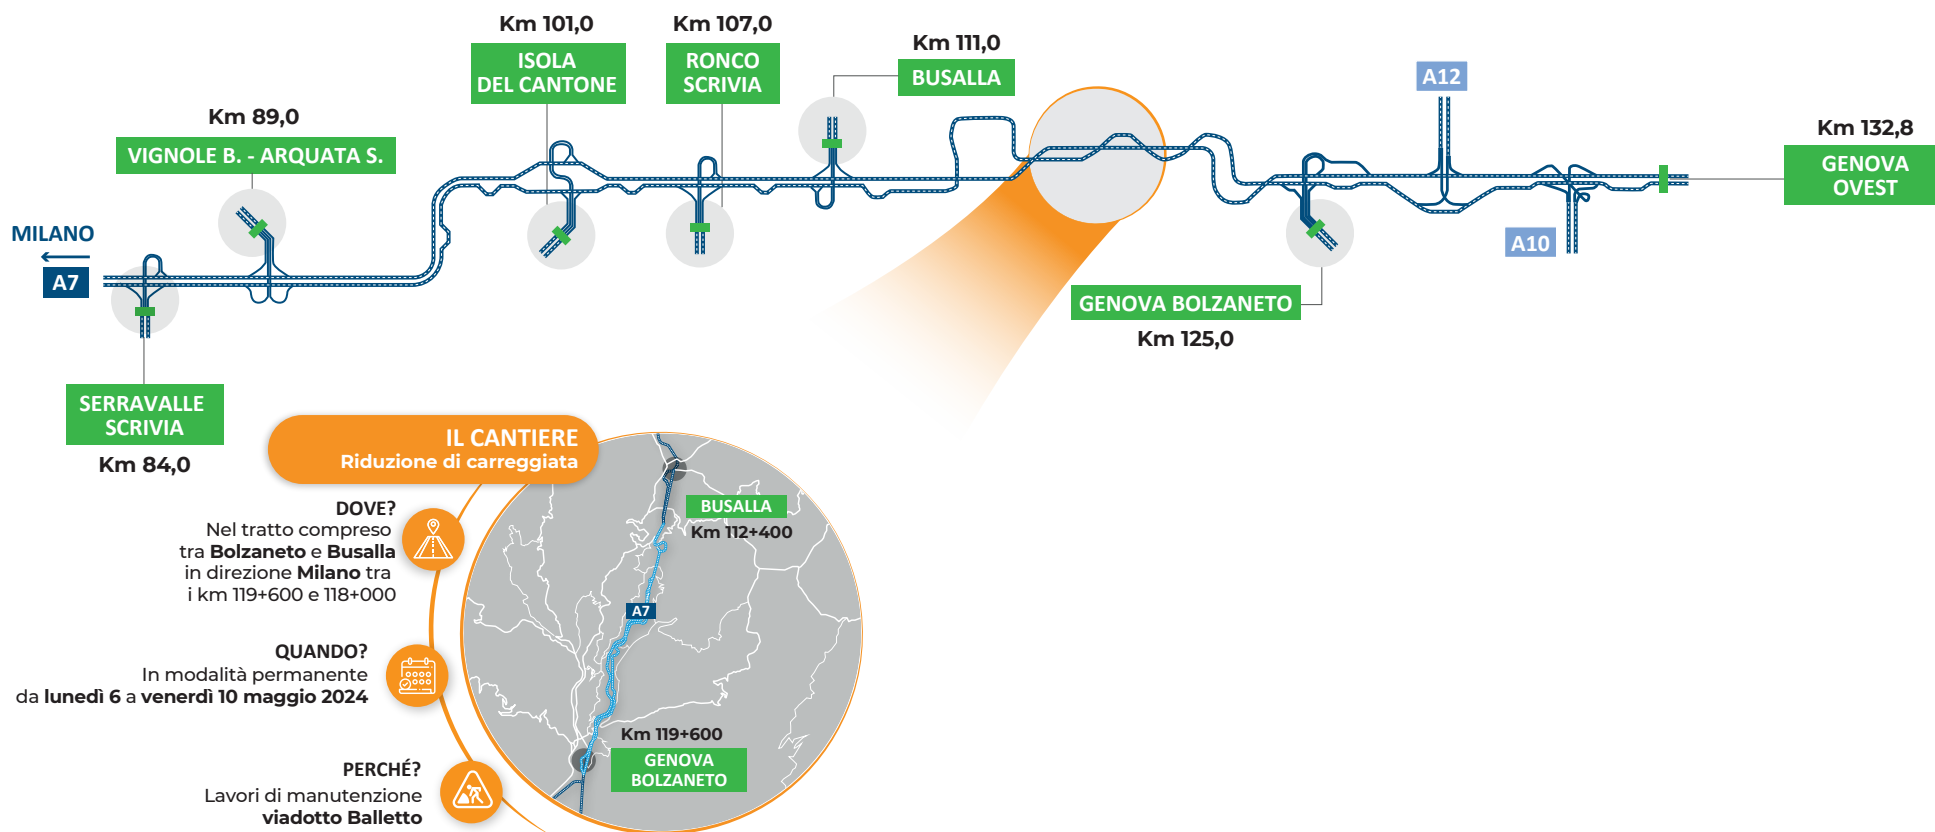 Km 101,0
ISOLA
DEL CANTONE
Km 107,0
RONCO
SCRIVIA
Km 111,0
BUSALLA
A12
Km 132,8
GENOVA
OVEST
Km 89,0
VIGNOLE B. - ARQUATA S.
MILANO
A7
A10
GENOVA BOLZANETO
Km 125,0
SERRAVALLE
SCRIVIA
Km 84,0
IL CANTIERE
Riduzione di carreggiata
DOVE?
Nel tratto compreso
tra Bolzaneto e Busalla
in direzione Milano tra
i km 119+600 e 118+000
QUANDO?
In modalità permanente
da lunedì 6 a venerdì 10 maggio 2024
PERCHÉ?
Lavori di manutenzione
viadotto Balletto
BUSALLA
Km 112+400
A7
Km 119+600
GENOVA
BOLZANETO